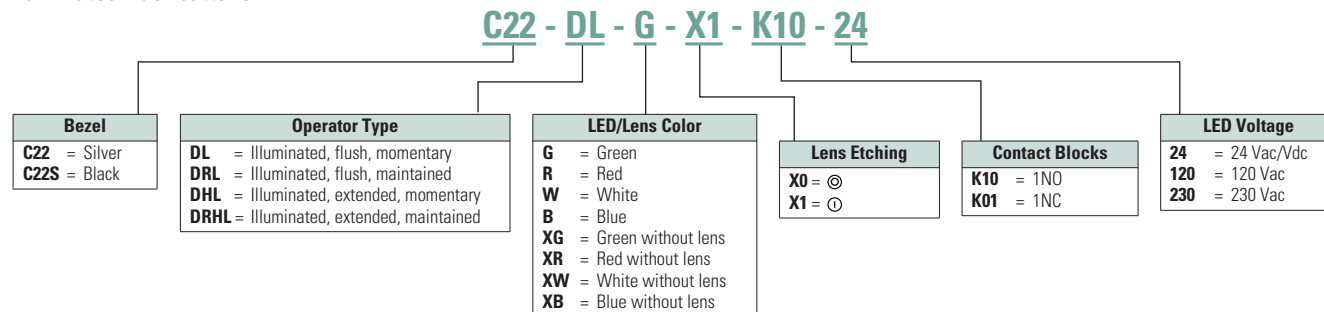 C22 - DL - G - X1 - K10 - 24
Bezel
C22 = Silver
C22S = Black
Operator Type
DL = Illuminated, flush, momentary
DRL = Illuminated, flush, maintained
DHL = Illuminated, extended, momentary
DRHL = Illuminated, extended, maintained
LED/Lens Color
G = Green
R = Red
W = White
B = Blue
XG = Green without lens
XR = Red without lens
XW = White without lens
XB = Blue without lens
Lens Etching
X0 =
X1 =
Contact Blocks
K10 = 1NO
K01 = 1NC
LED Voltage
24 = 24 Vac/Vdc
120 = 120 Vac
230 = 230 Vac